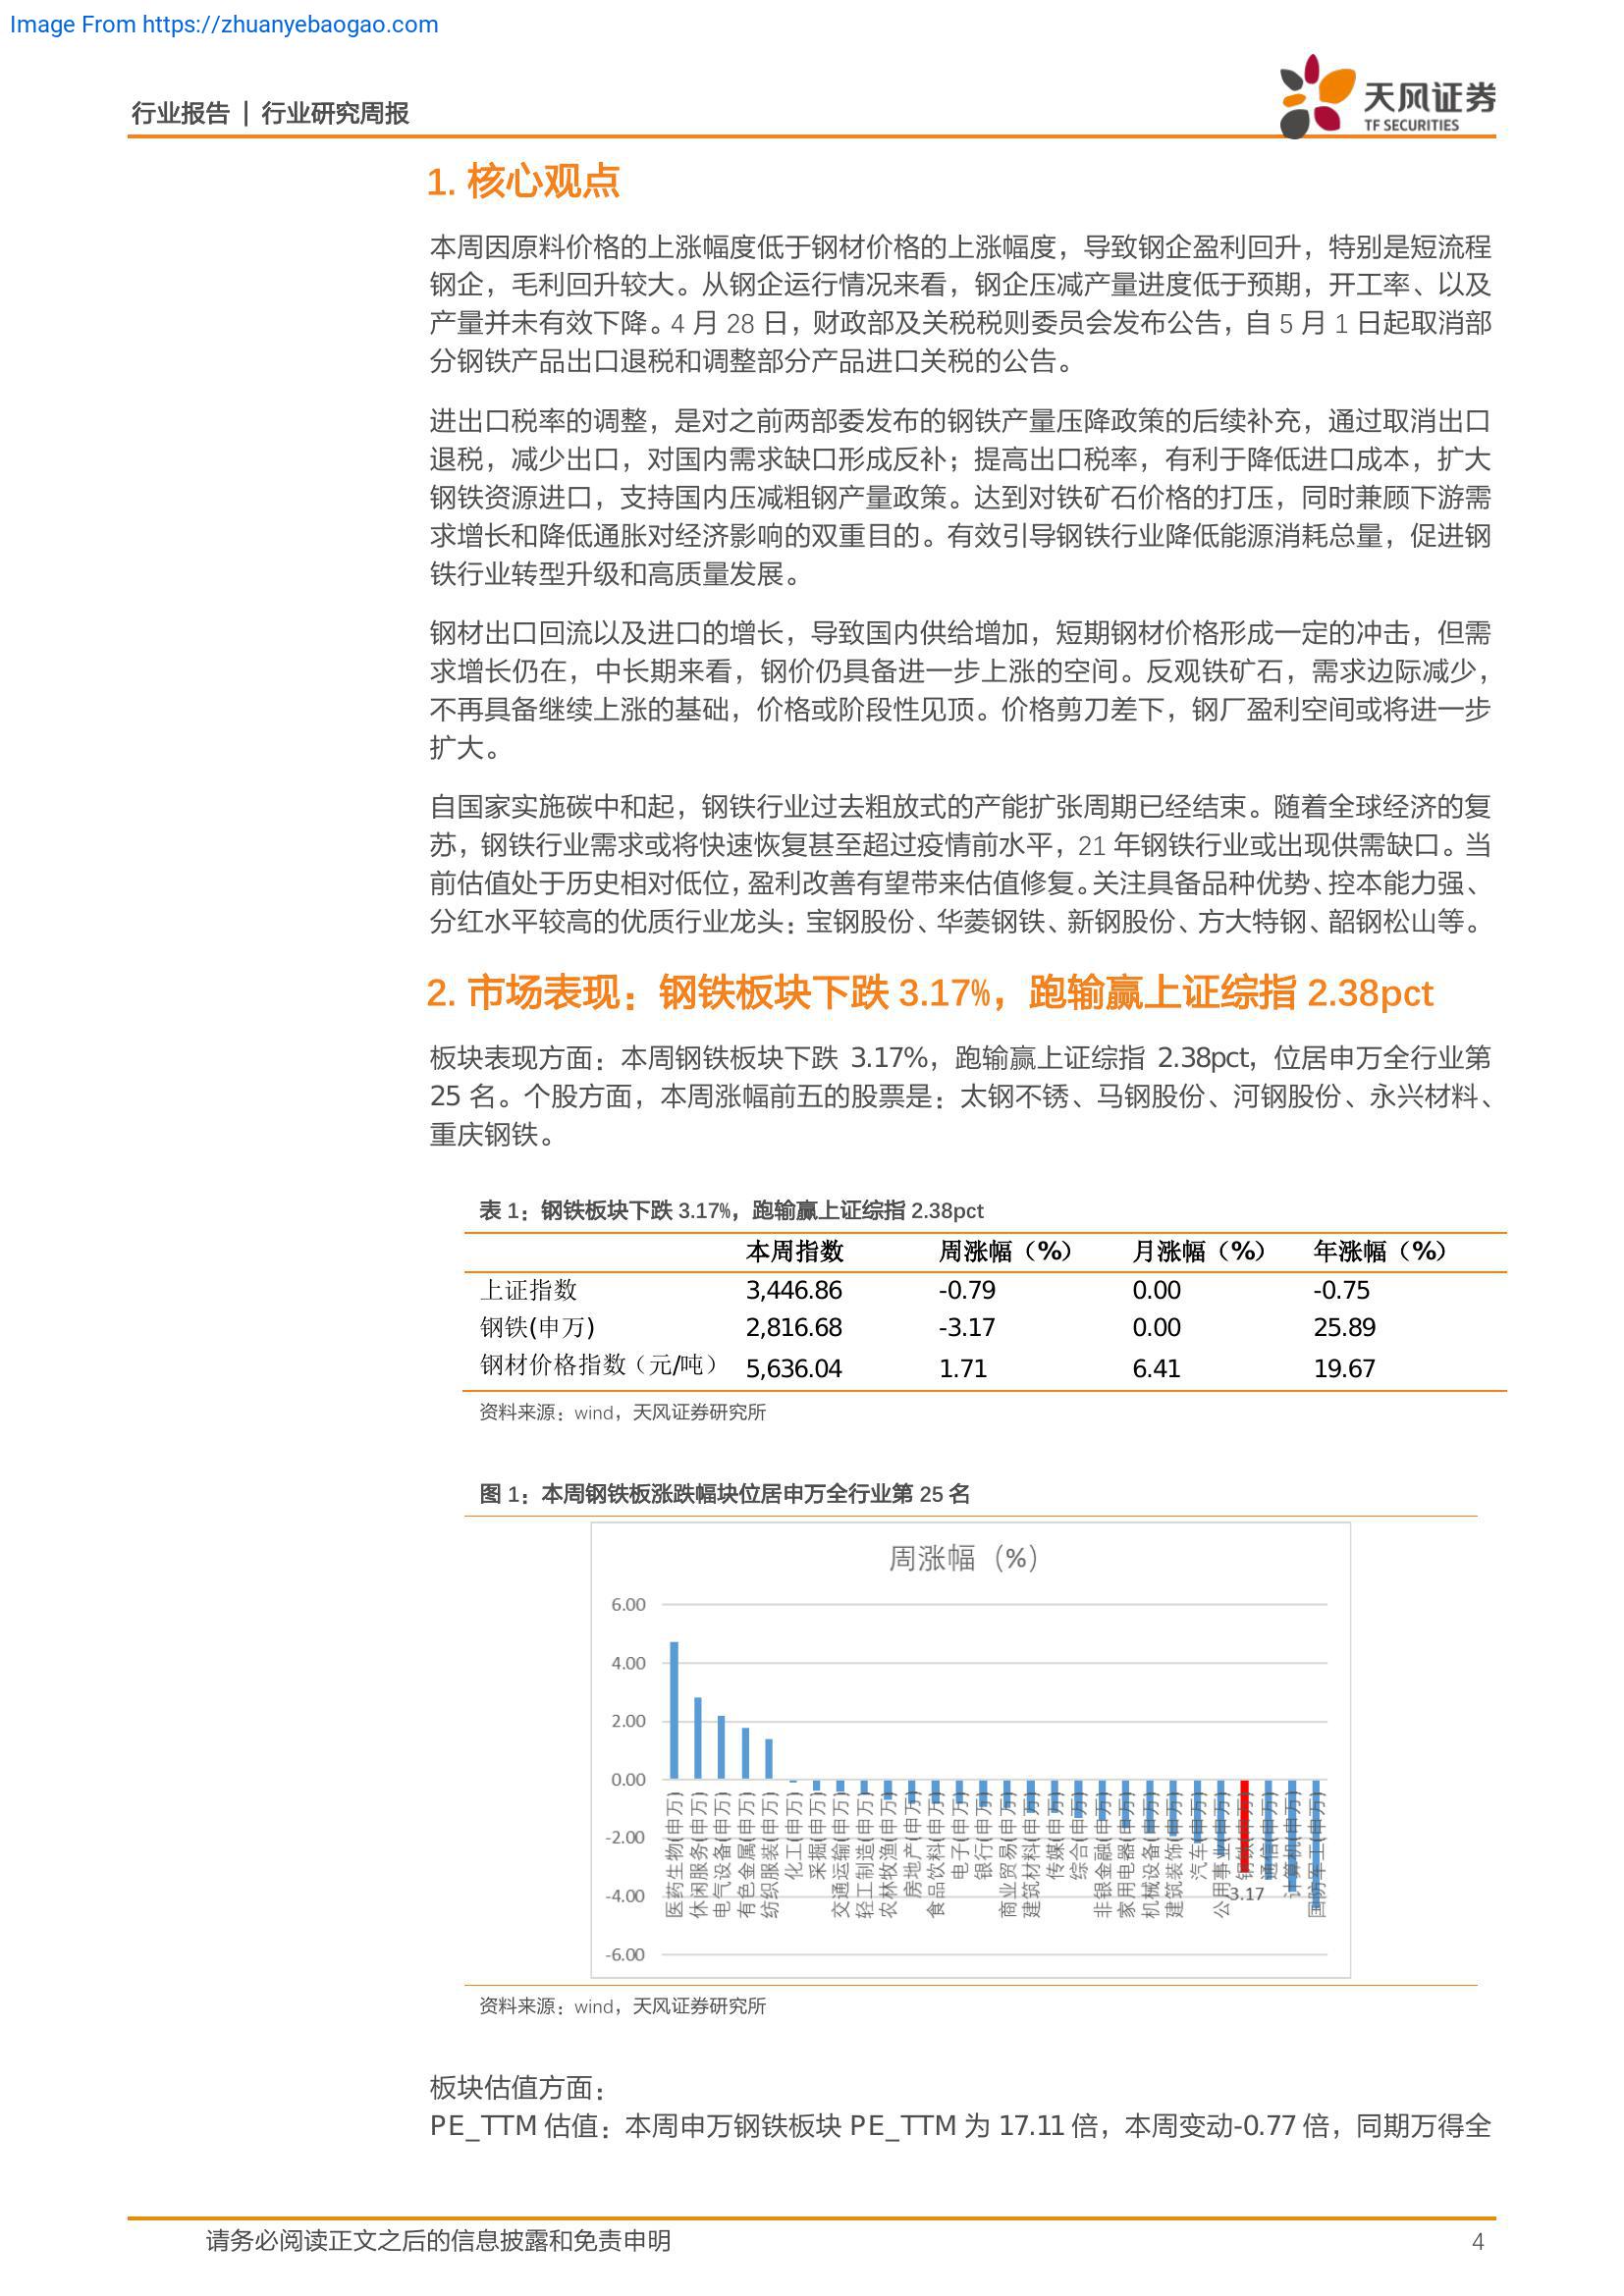 Image From https://zhuanyebaogao.com
行业报告 | 行业研究周报
天风证券
TF SECURITIES
1. 核心观点
本周因原料价格的上涨幅度低于钢材价格的上涨幅度，导致钢企盈利回升，特别是短流程
钢企，毛利回升较大。从钢企运行情况来看，钢企压减产量进度低于预期，开工率、以及
产量并未有效下降。4 月 28 日，财政部及关税税则委员会发布公告，自 5 月 1 日起取消部
分钢铁产品出口退税和调整部分产品进口关税的公告。
进出口税率的调整，是对之前两部委发布的钢铁产量压降政策的后续补充，通过取消出口
退税，减少出口，对国内需求缺口形成反补；提高出口税率，有利于降低进口成本，扩大
钢铁资源进口，支持国内压减粗钢产量政策。达到对铁矿石价格的打压，同时兼顾下游需
求增长和降低通胀对经济影响的双重目的。有效引导钢铁行业降低能源消耗总量，促进钢
铁行业转型升级和高质量发展。
钢材出口回流以及进口的增长，导致国内供给增加，短期钢材价格形成一定的冲击，但需
求增长仍在，中长期来看，钢价仍具备进一步上涨的空间。反观铁矿石，需求边际减少，
不再具备继续上涨的基础，价格或阶段性见顶。价格剪刀差下，钢厂盈利空间或将进一步
扩大。
自国家实施碳中和起，钢铁行业过去粗放式的产能扩张周期已经结束。随着全球经济的复
苏，钢铁行业需求或将快速恢复甚至超过疫情前水平，21 年钢铁行业或出现供需缺口。当
前估值处于历史相对低位，盈利改善有望带来估值修复。关注具备品种优势、控本能力强、
分红水平较高的优质行业龙头：宝钢股份、华菱钢铁、新钢股份、方大特钢、韶钢松山等。
2. 市场表现：钢铁板块下跌 3.17%，跑输赢上证综指 2.38pct
板块表现方面：本周钢铁板块下跌 3.17%，跑输赢上证综指 2.38pct，位居申万全行业第
25 名。个股方面，本周涨幅前五的股票是：太钢不锈、马钢股份、河钢股份、永兴材料、
重庆钢铁。
表 1：钢铁板块下跌 3.17%，跑输赢上证综指 2.38pct
本周指数 周涨幅（%） 月涨幅（%） 年涨幅（%）
上证指数 3,446.86 -0.79 0.00 -0.75
钢铁(申万) 2,816.68 -3.17 0.00 25.89
钢材价格指数（元/吨） 5,636.04 1.71 6.41 19.67
资料来源：wind，天风证券研究所
图 1：本周钢铁板涨跌幅块位居申万全行业第 25 名
周涨幅（%）
6.00
4.00
2.00
0.00
-2.00
-4.00
-6.00
医药生物(申万)
休闲服务(申万)
电气设备(申万)
有色金属(申万)
纺织服装(申万)
化工(申万)
采掘(申万)
交通运输(申万)
轻工制造(申万)
农林牧渔(申万)
房地产(申万)
食品饮料(申万)
电子(申万)
银行(申万)
商业贸易(申万)
建筑材料(申万)
传媒(申万)
综合(申万)
非银金融(申万)
家用电器(申万)
机械设备(申万)
建筑装饰(申万)
汽车(申万)
公用事业(申万)
钢铁(申万)
通信(申万)
计算机(申万)
国防军工(申万)
-3.17
资料来源：wind，天风证券研究所
板块估值方面：
PE_TTM 估值：本周申万钢铁板块 PE_TTM 为 17.11 倍，本周变动-0.77 倍，同期万得全
请务必阅读正文之后的信息披露和免责申明
4